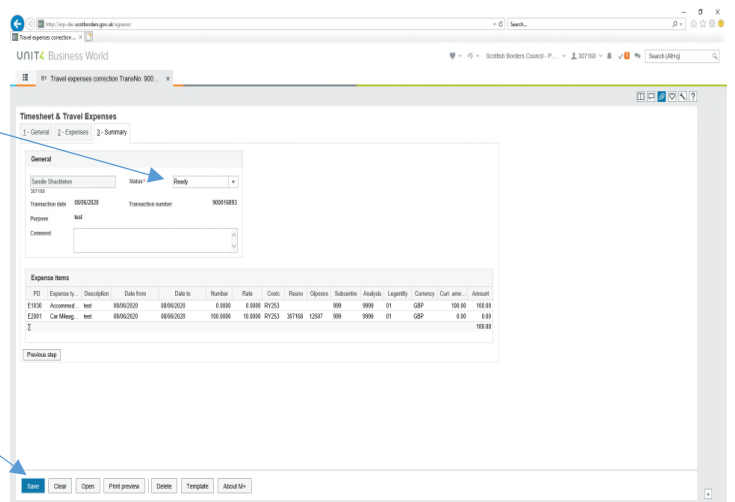 http://erp-dev.scotborders.gov.uk/agresso/
Search...
Travel expenses correction ... ×
UNIT4 Business World
Scottish Borders Council - P...
307168
Search (Alt+q)
Travel expenses correction TransNo: 900... ×
Timesheet & Travel Expenses
1 - General 2 - Expenses 3 - Summary
General
Sandie Shackleton Status* Ready
307168
Transaction date 08/06/2020 Transaction number 900016893
Purpose test
Comment
Expense items
PD Expense ty... Description Date from Date to Number Rate Costc Resno Glposre Subcentre Analysis Legentity Currency Curr. amo... Amount
E1030 Accommod... test 08/06/2020 08/06/2020 0.0000 0.0000 RY253 999 9999 01 GBP 100.00 100.00
E2001 Car Mileag... test 08/06/2020 08/06/2020 100.0000 10.0000 RY253 307168 12597 999 9999 01 GBP 0.00 0.00
Σ 100.00
Previous step
Save Clear Open Print preview Delete Template About M+